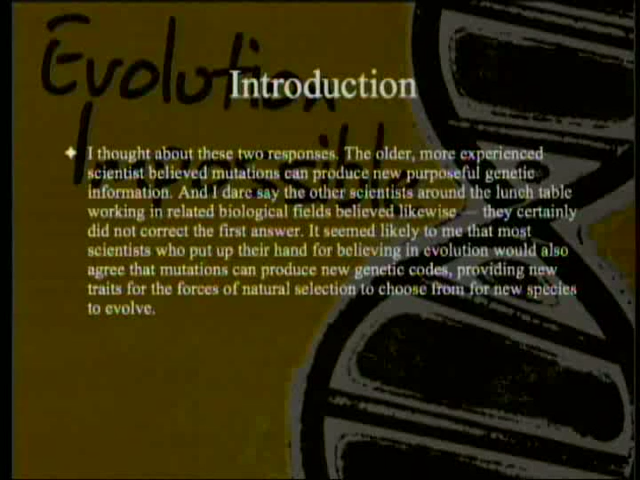 Evolution
Impossible
Introduction
I thought about these two responses. The older, more experienced
scientist believed mutations can produce new purposeful genetic
information. And I dare say the other scientists around the lunch table
working in related biological fields believed likewise – they certainly
did not correct the first answer. It seemed likely to me that most
scientists who put up their hand for believing in evolution would also
agree that mutations can produce new genetic codes, providing new
traits for the forces of natural selection to choose from for new species
to evolve.